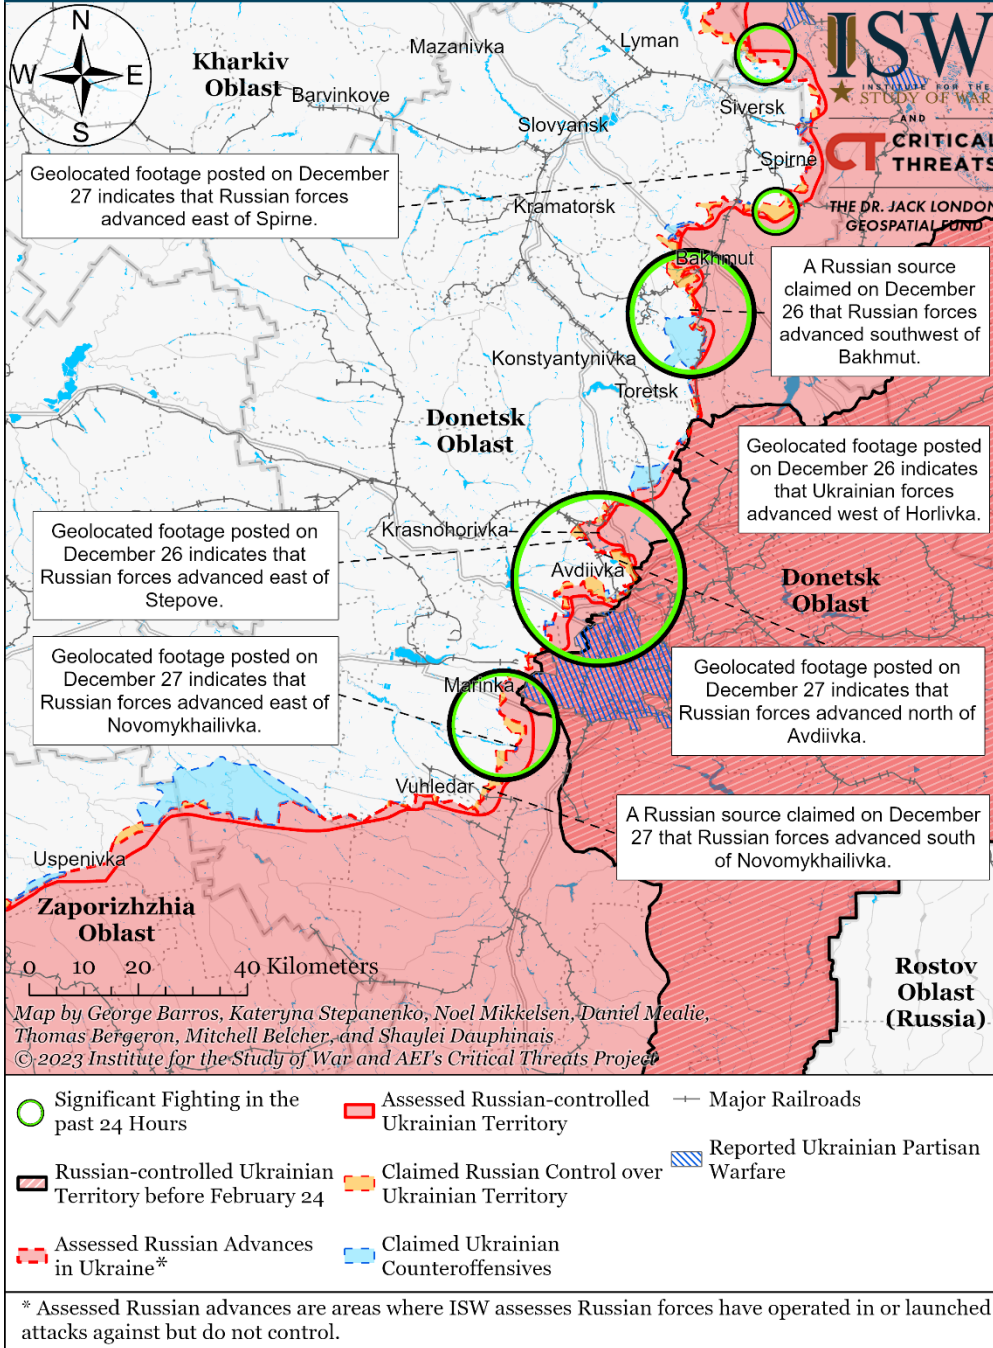 N
W
E
S
Kharkiv
Oblast
Mazanivka
Lyman
Barvinkove
Slovyansk
Siversk
Spirne
Kramatorsk
ISW
INSTITUTE FOR THE
STUDY OF WAR
AND
CT CRITICAL
THREATS
THE DR. JACK LONDON
GEOSPATIAL FUND
Geolocated footage posted on December
27 indicates that Russian forces
advanced east of Spirne.
Bakhmut
A Russian source
claimed on December
26 that Russian forces
advanced southwest of
Bakhmut.
Konstyantynivka
Toretsk
Donetsk
Oblast
Geolocated footage posted
on December 26 indicates
that Ukrainian forces
advanced west of Horlivka.
Krasnohorivka
Geolocated footage posted on
December 26 indicates that
Russian forces advanced east of
Stepove.
Avdiivka
Donetsk
Oblast
Geolocated footage posted on
December 27 indicates that
Russian forces advanced east of
Novomykhailivka.
Marinka
Geolocated footage posted on
December 27 indicates that
Russian forces advanced north of
Avdiivka.
Vuhledar
A Russian source claimed on December
27 that Russian forces advanced south
of Novomykhailivka.
Uspenivka
Zaporizhzhia
Oblast
Rostov
Oblast
(Russia)
0 10 20 40 Kilometers
Map by George Barros, Kateryna Stepanenko, Noel Mikkelsen, Daniel Mealie,
Thomas Bergeron, Mitchell Belcher, and Shaylei Dauphinais
© 2023 Institute for the Study of War and AEI's Critical Threats Project
Significant Fighting in the
past 24 Hours
Russian-controlled Ukrainian
Territory before February 24
Assessed Russian Advances
in Ukraine*
Assessed Russian-controlled
Ukrainian Territory
Claimed Russian Control over
Ukrainian Territory
Claimed Ukrainian
Counteroffensives
Major Railroads
Reported Ukrainian Partisan
Warfare
* Assessed Russian advances are areas where ISW assesses Russian forces have operated in or launched
attacks against but do not control.